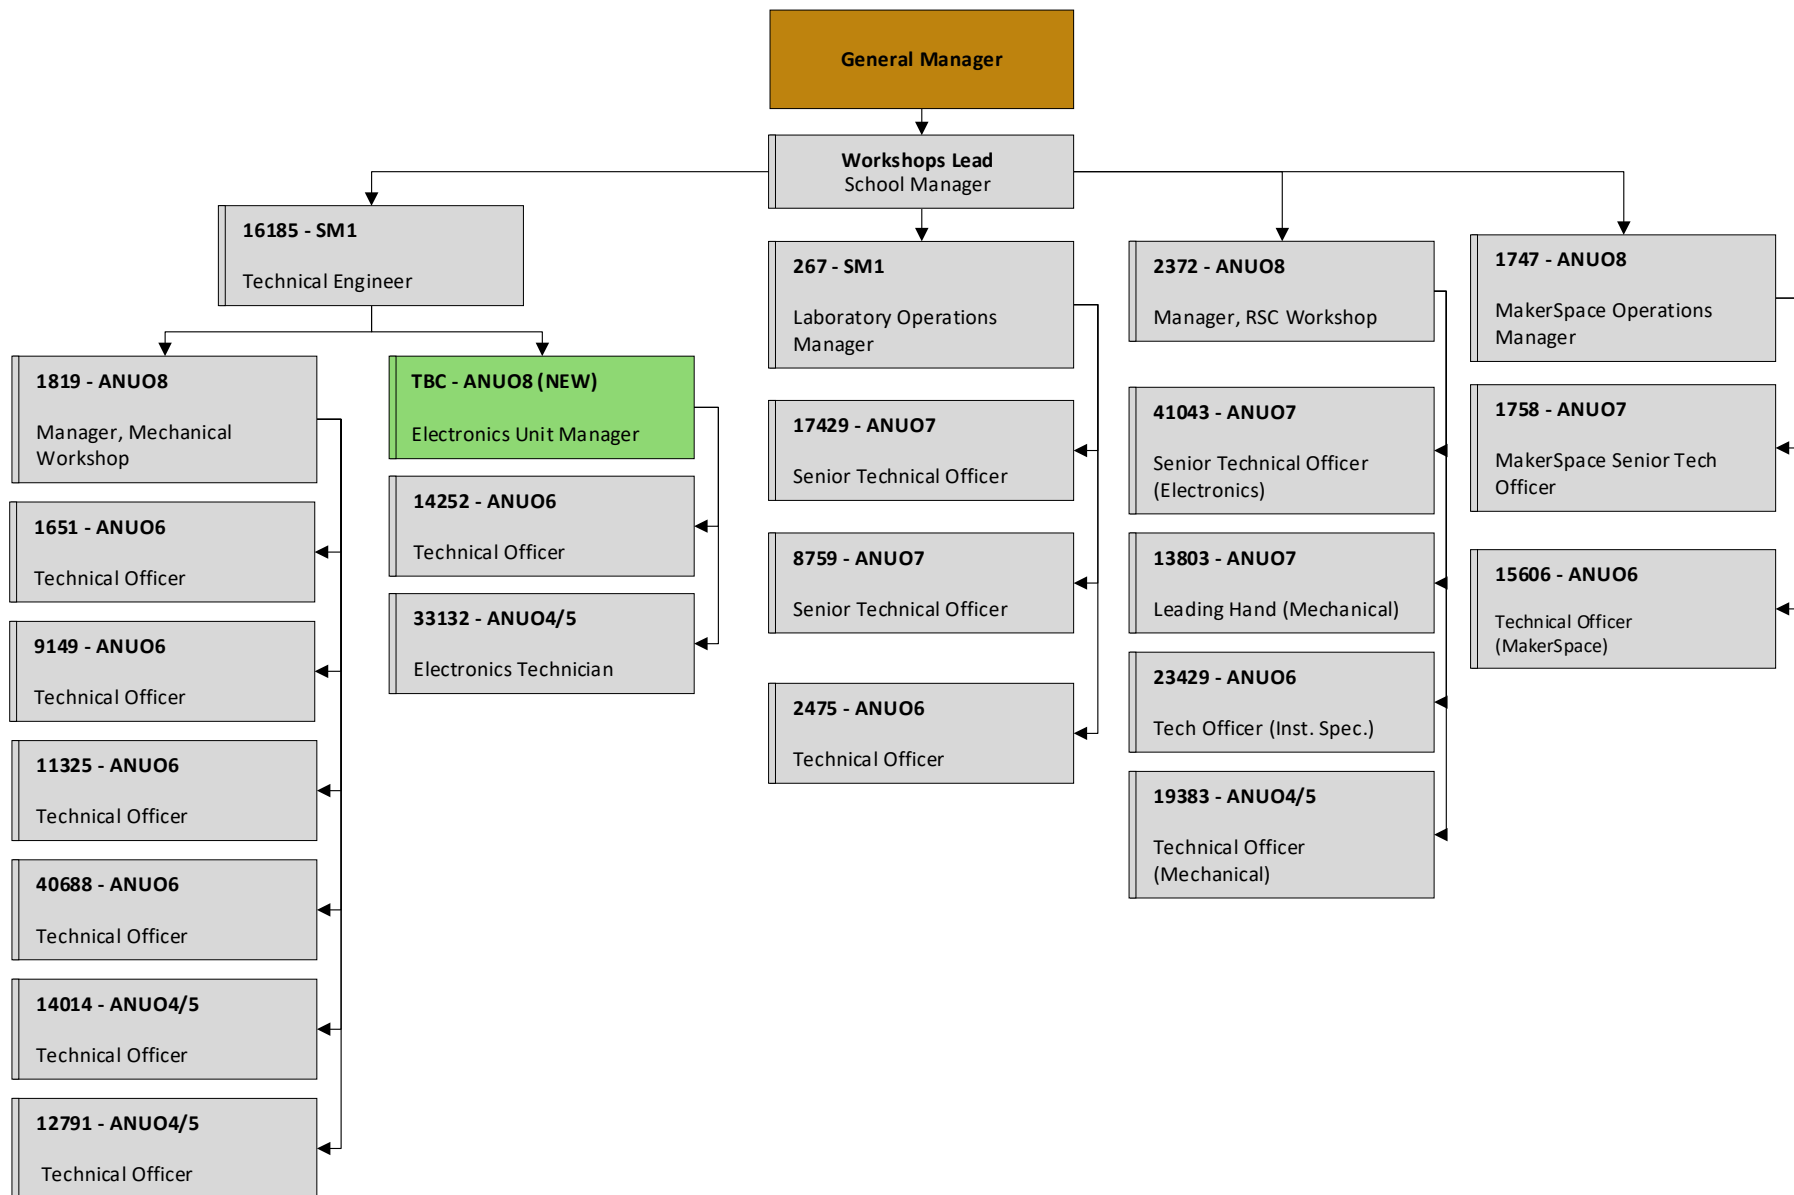 General Manager
Workshops Lead
School Manager
16185 - SM1
Technical Engineer
1819 - ANUO8
Manager, Mechanical
Workshop
1651 - ANUO6
Technical Officer
9149 - ANUO6
Technical Officer
11325 - ANUO6
Technical Officer
40688 - ANUO6
Technical Officer
14014 - ANUO4/5
Technical Officer
12791 - ANUO4/5
Technical Officer
TBC - ANUO8 (NEW)
Electronics Unit Manager
14252 - ANUO6
Technical Officer
33132 - ANUO4/5
Electronics Technician
267 - SM1
Laboratory Operations
Manager
17429 - ANUO7
Senior Technical Officer
8759 - ANUO7
Senior Technical Officer
2475 - ANUO6
Technical Officer
2372 - ANUO8
Manager, RSC Workshop
41043 - ANUO7
Senior Technical Officer
(Electronics)
13803 - ANUO7
Leading Hand (Mechanical)
23429 - ANUO6
Tech Officer (Inst. Spec.)
19383 - ANUO4/5
Technical Officer
(Mechanical)
1747 - ANUO8
MakerSpace Operations
Manager
1758 - ANUO7
MakerSpace Senior Tech
Officer
15606 - ANUO6
Technical Officer
(MakerSpace)